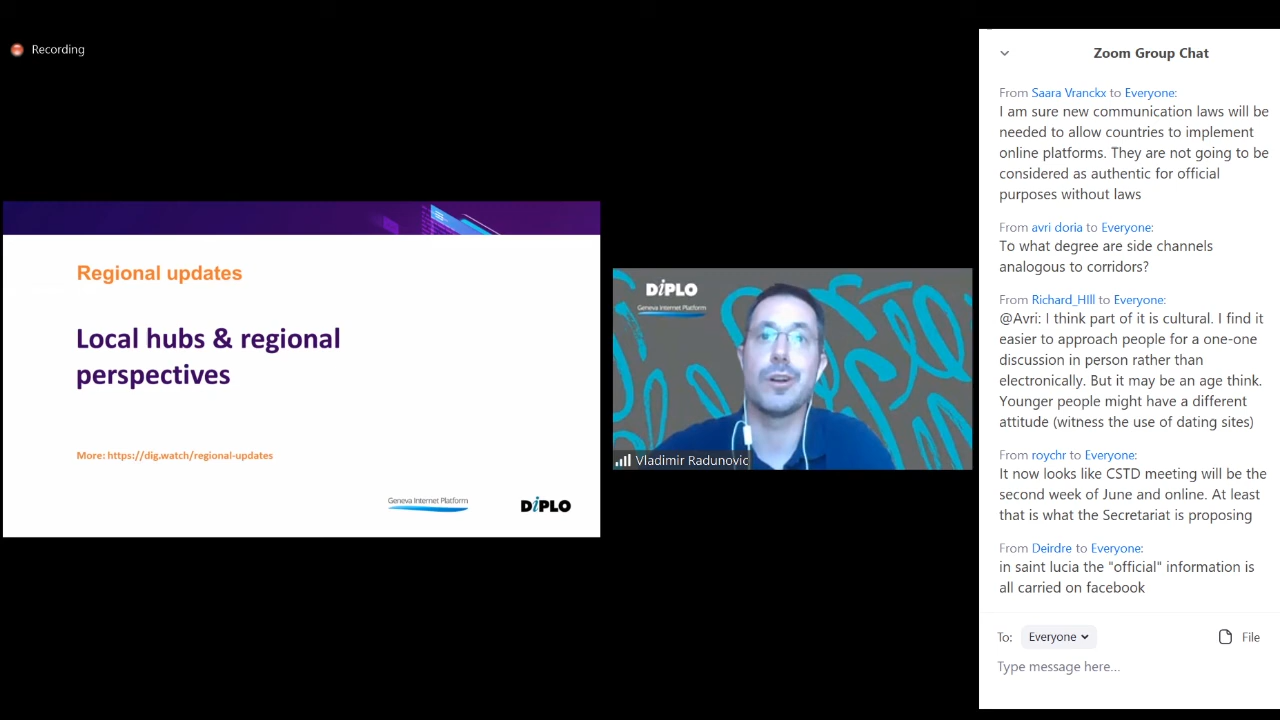 Recording
Regional updates
Local hubs & regional
perspectives
More: https://dig.watch/regional-updates
Geneva Internet Platform
DiPLO
DiPLO
Geneva Internet Platform
Vladimir Radunovic
Zoom Group Chat
From Saara Vranckx to Everyone:
I am sure new communication laws will be
needed to allow countries to implement
online platforms. They are not going to be
considered as authentic for official
purposes without laws
From avri doria to Everyone:
To what degree are side channels
analogous to corridors?
From Richard_HIll to Everyone:
@Avri: I think part of it is cultural. I find it
easier to approach people for a one-one
discussion in person rather than
electronically. But it may be an age think.
Younger people might have a different
attitude (witness the use of dating sites)
From roychr to Everyone:
It now looks like CSTD meeting will be the
second week of June and online. At least
that is what the Secretariat is proposing
From Deirdre to Everyone:
in saint lucia the "official" information is
all carried on facebook
To: Everyone File
Type message here...